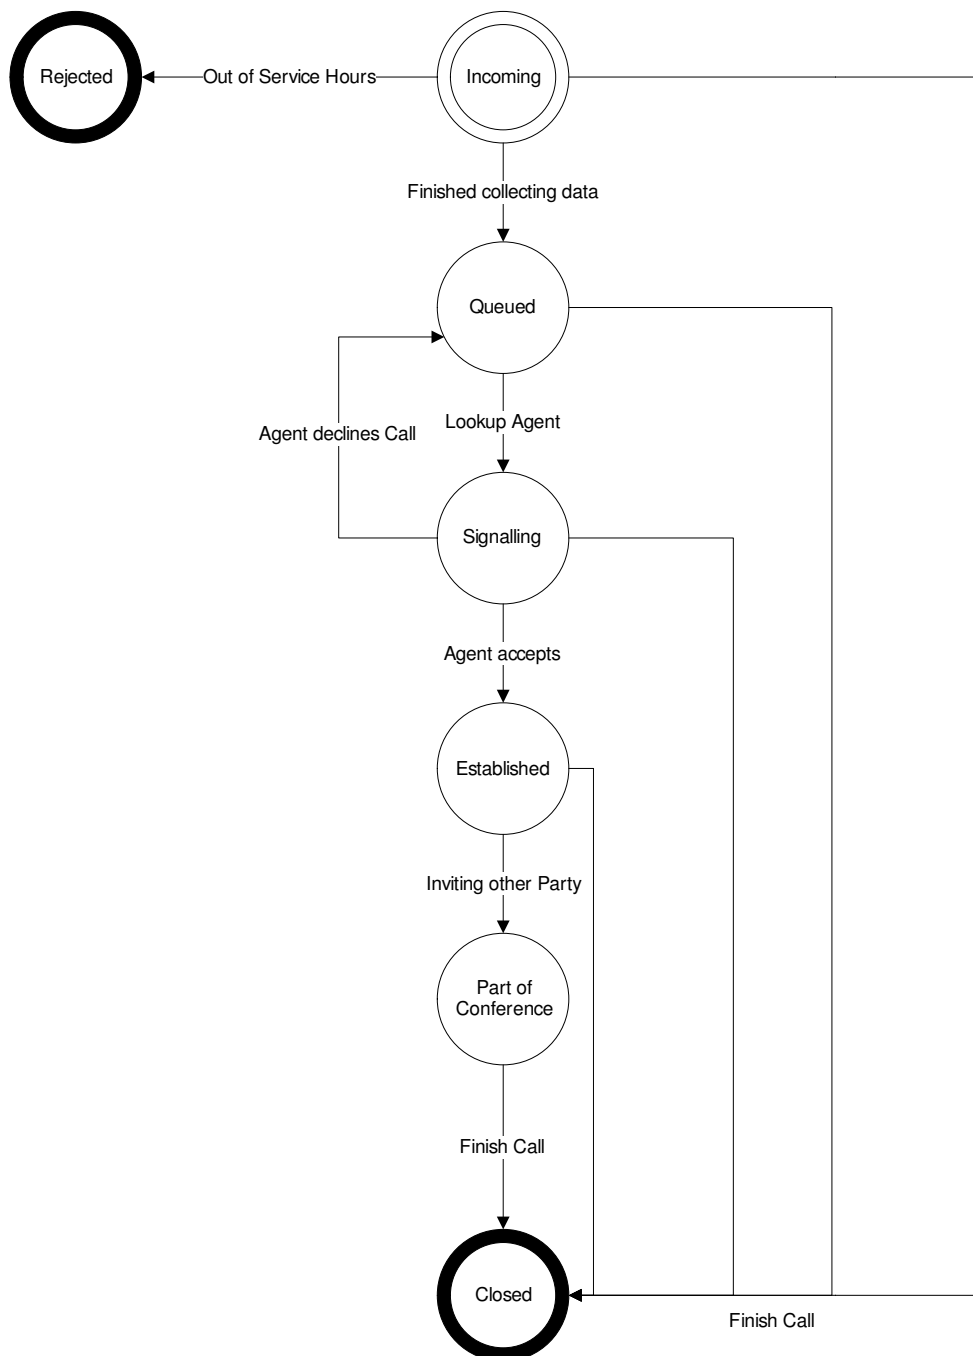 Rejected
Out of Service Hours
Incoming
Finished collecting data
Queued
Lookup Agent
Agent declines Call
Signalling
Agent accepts
Established
Inviting other Party
Part of
Conference
Finish Call
Closed
Finish Call